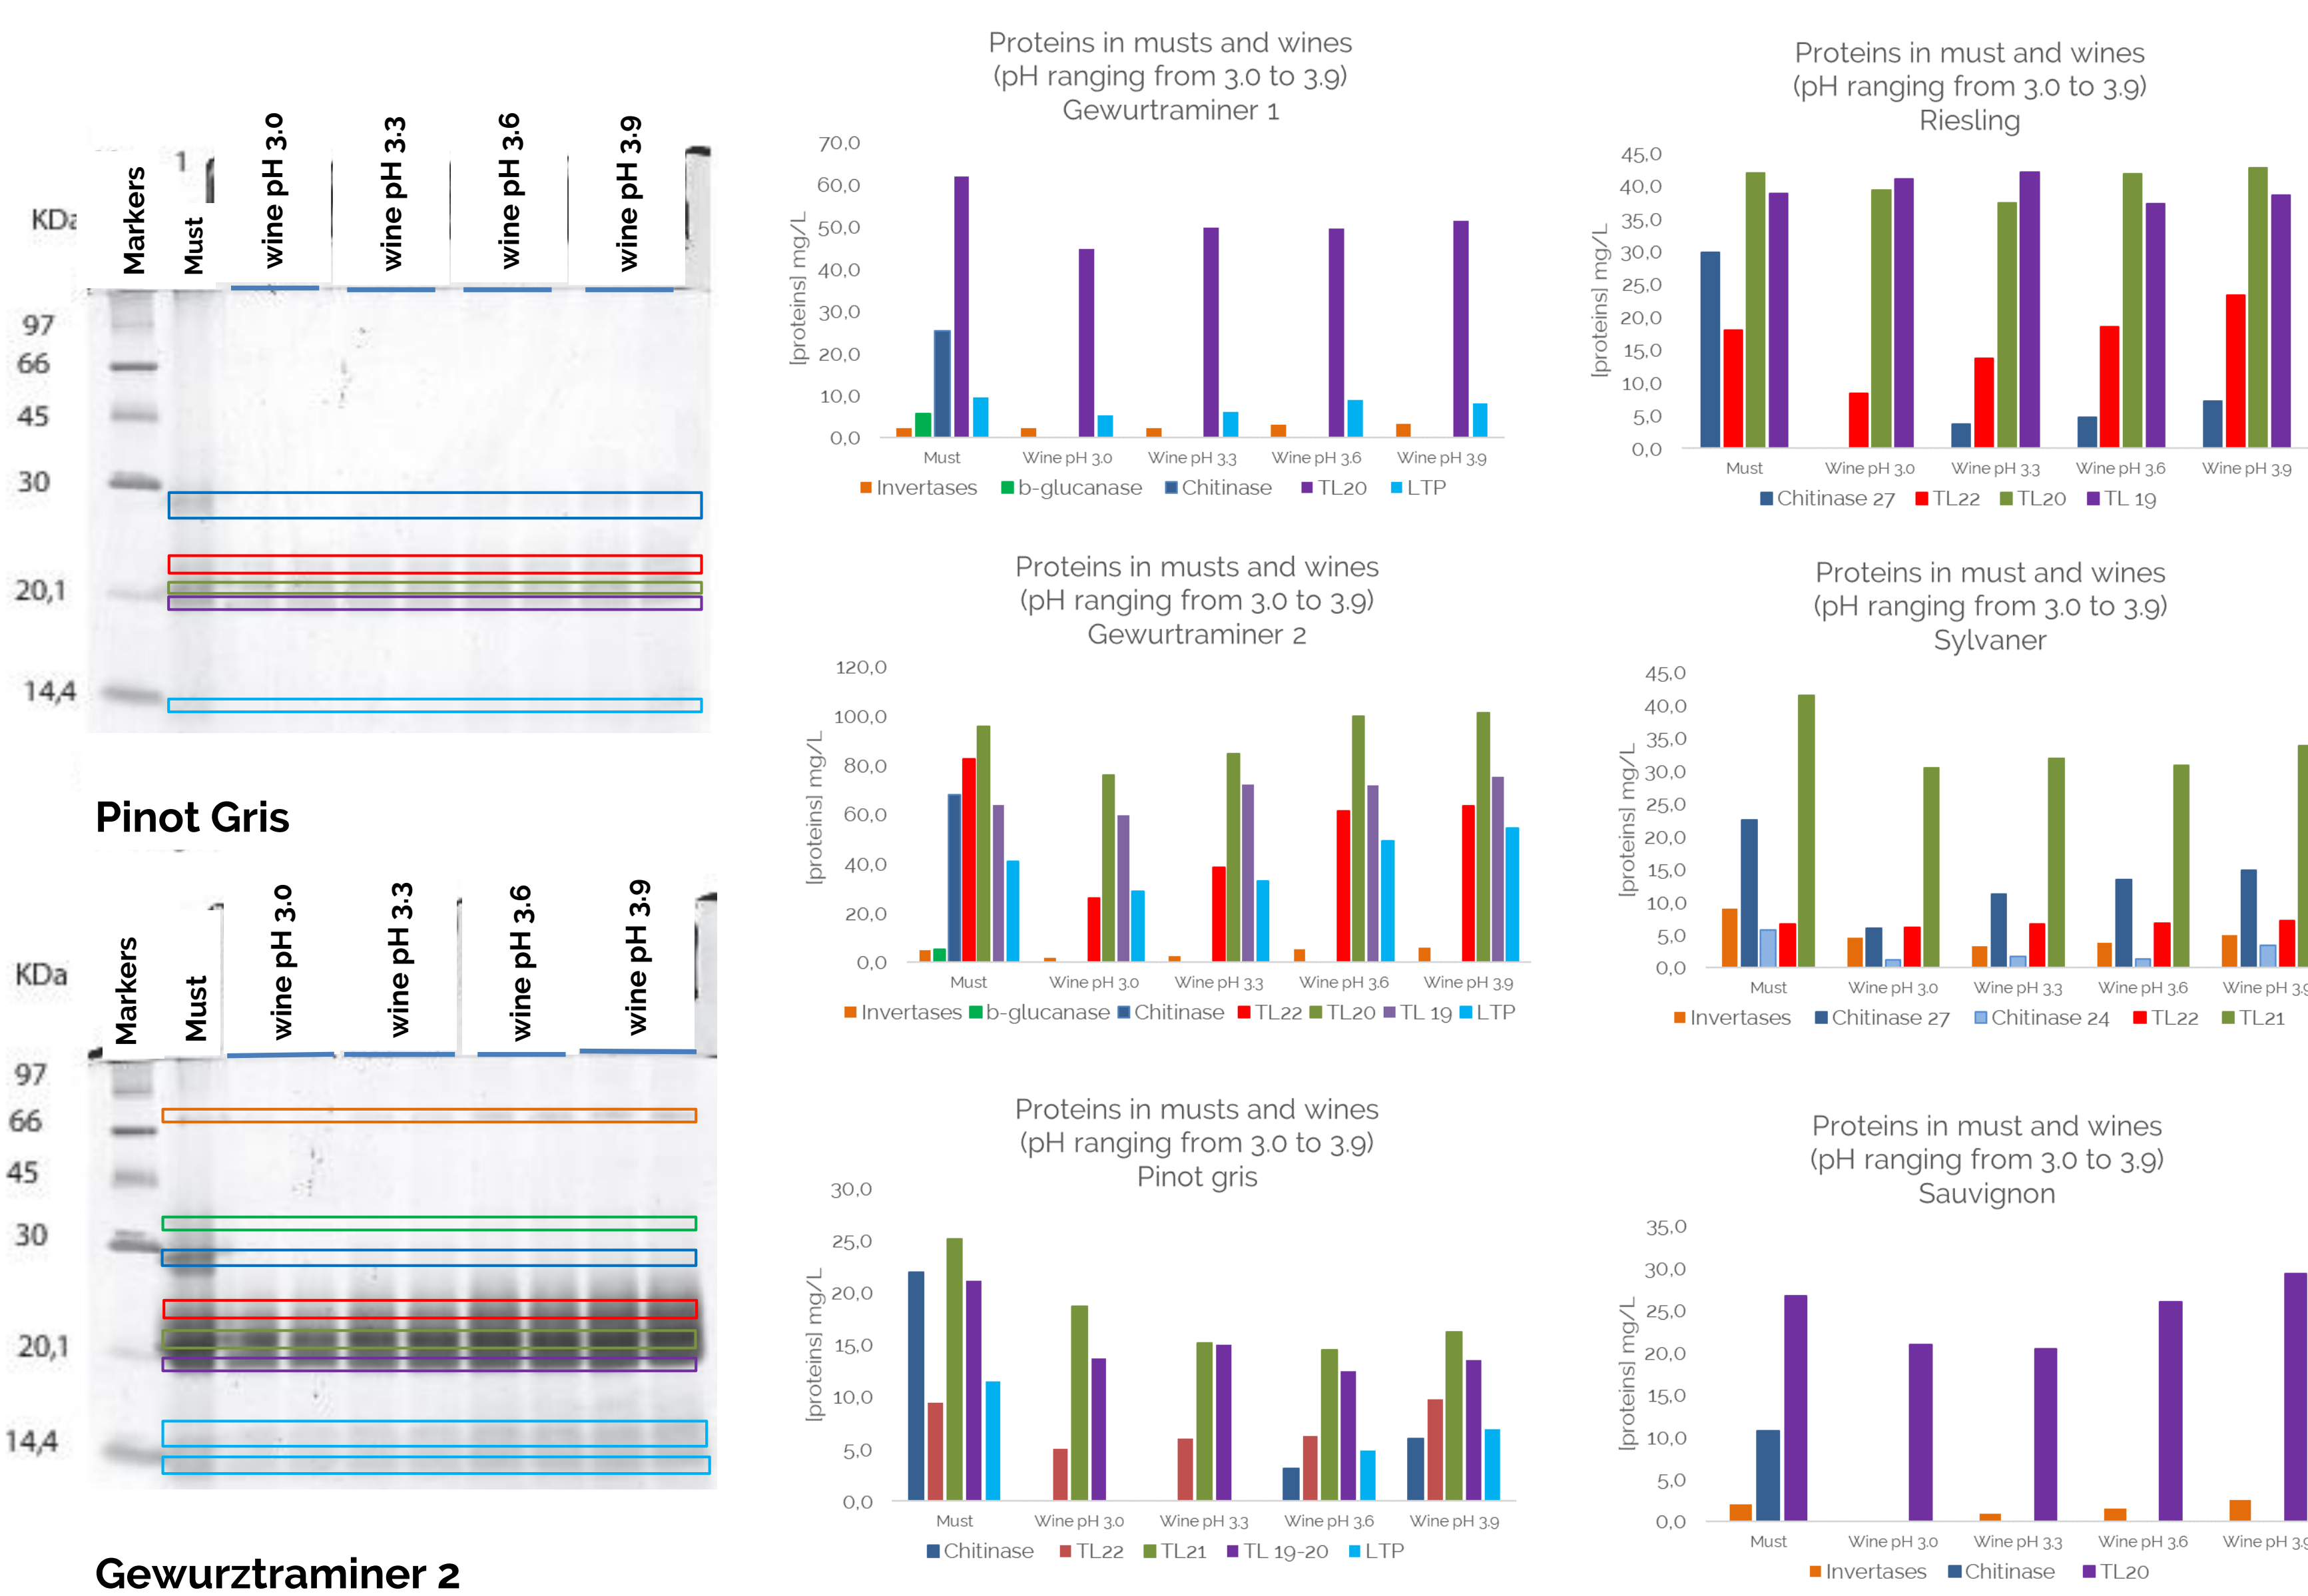 KDa
Markers
1
Must
wine pH 3.0
wine pH 3.3
wine pH 3.6
wine pH 3.9
97
66
45
30
20,1
14,4
Pinot Gris
KDa
Markers
Must
wine pH 3.0
wine pH 3.3
wine pH 3.6
wine pH 3.9
97
66
45
30
20,1
14,4
Gewurztraminer 2
Proteins in musts and wines
(pH ranging from 3.0 to 3.9)
Gewurtraminer 1
[proteins] mg/L
70,0
60,0
50,0
40,0
30,0
20,0
10,0
0,0
Must Wine pH 3.0 Wine pH 3.3 Wine pH 3.6 Wine pH 3.9
Invertases b-glucanase Chitinase TL20 LTP
Proteins in musts and wines
(pH ranging from 3.0 to 3.9)
Gewurtraminer 2
[proteins] mg/L
120,0
100,0
80,0
60,0
40,0
20,0
0,0
Must Wine pH 3.0 Wine pH 3.3 Wine pH 3.6 Wine pH 3.9
Invertases b-glucanase Chitinase TL22 TL20 TL 19 LTP
Proteins in musts and wines
(pH ranging from 3.0 to 3.9)
Pinot gris
[proteins] mg/L
30,0
25,0
20,0
15,0
10,0
5,0
0,0
Must Wine pH 3.0 Wine pH 3.3 Wine pH 3.6 Wine pH 3.9
Chitinase TL22 TL21 TL 19-20 LTP
Proteins in must and wines
(pH ranging from 3.0 to 3.9)
Riesling
[proteins] mg/L
45,0
40,0
35,0
30,0
25,0
20,0
15,0
10,0
5,0
0,0
Must Wine pH 3.0 Wine pH 3.3 Wine pH 3.6 Wine pH 3.9
Chitinase 27 TL22 TL20 TL 19
Proteins in must and wines
(pH ranging from 3.0 to 3.9)
Sylvaner
[proteins] mg/L
45,0
40,0
35,0
30,0
25,0
20,0
15,0
10,0
5,0
0,0
Must Wine pH 3.0 Wine pH 3.3 Wine pH 3.6 Wine pH 3.9
Invertases Chitinase 27 Chitinase 24 TL22 TL21
Proteins in must and wines
(pH ranging from 3.0 to 3.9)
Sauvignon
[proteins] mg/L
35,0
30,0
25,0
20,0
15,0
10,0
5,0
0,0
Must Wine pH 3.0 Wine pH 3.3 Wine pH 3.6 Wine pH 3.9
Invertases Chitinase TL20